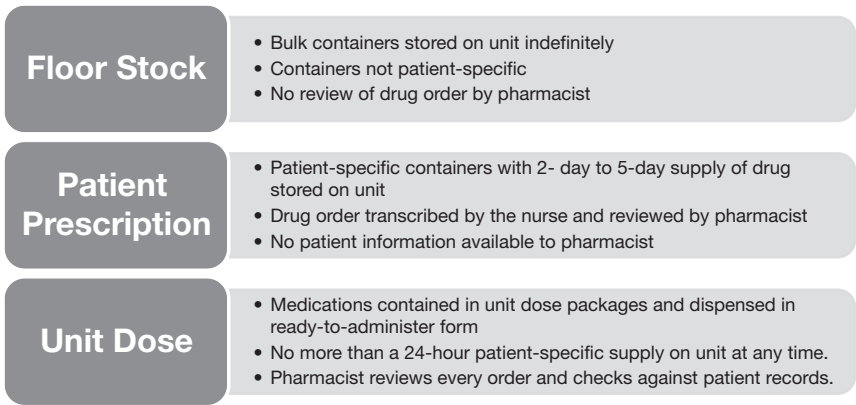 Floor Stock
• Bulk containers stored on unit indefinitely
• Containers not patient-specific
• No review of drug order by pharmacist
Patient
Prescription
• Patient-specific containers with 2- day to 5-day supply of drug
stored on unit
• Drug order transcribed by the nurse and reviewed by pharmacist
• No patient information available to pharmacist
Unit Dose
• Medications contained in unit dose packages and dispensed in
ready-to-administer form
• No more than a 24-hour patient-specific supply on unit at any time.
• Pharmacist reviews every order and checks against patient records.